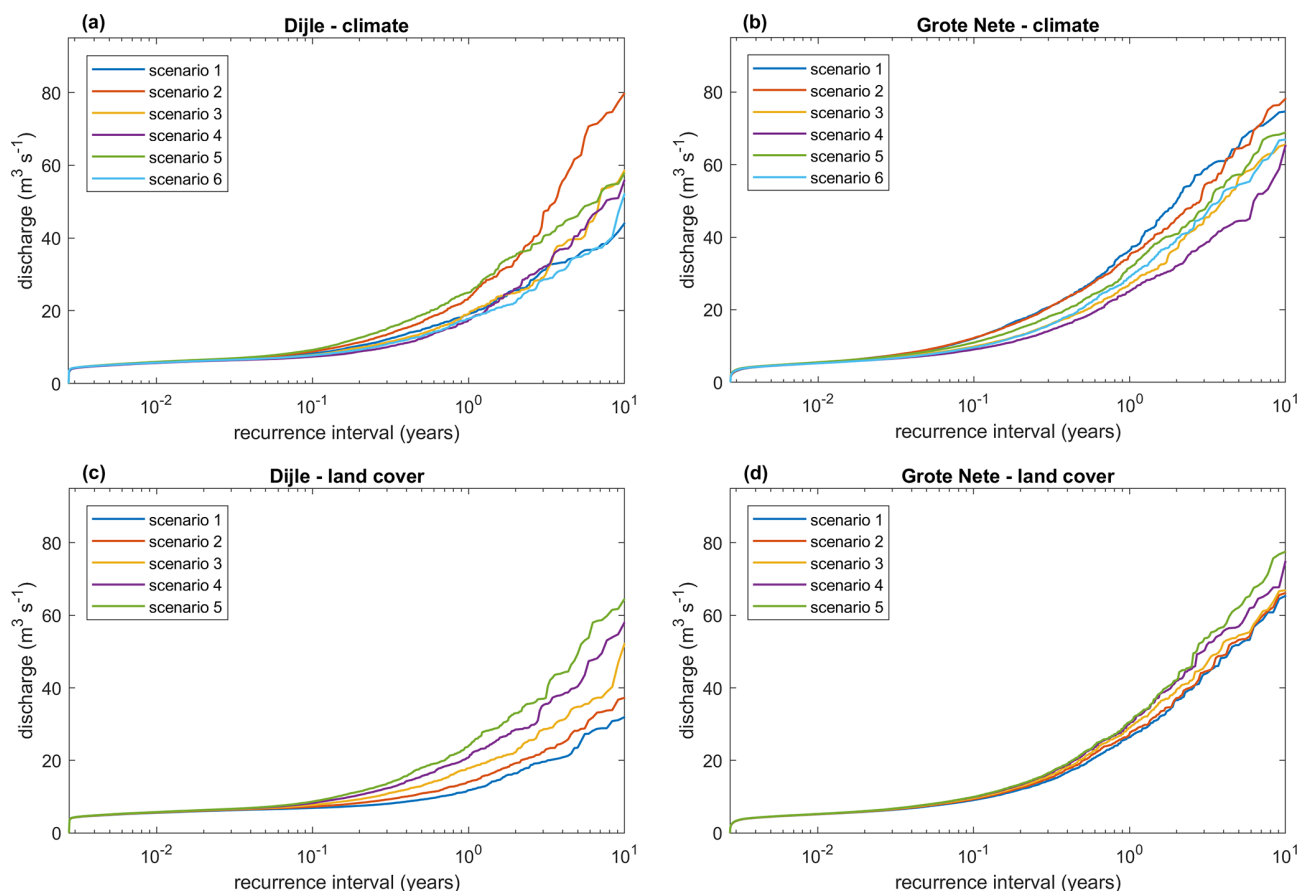 (a)
Dijle - climate
scenario 1
scenario 2
scenario 3
scenario 4
scenario 5
scenario 6
80
60
40
20
0
discharge (m³ s⁻¹)
10⁻²
10⁻¹
10⁰
10¹
recurrence interval (years)
(b)
Grote Nete - climate
scenario 1
scenario 2
scenario 3
scenario 4
scenario 5
scenario 6
80
60
40
20
0
discharge (m³ s⁻¹)
10⁻²
10⁻¹
10⁰
10¹
recurrence interval (years)
(c)
Dijle - land cover
scenario 1
scenario 2
scenario 3
scenario 4
scenario 5
80
60
40
20
0
discharge (m³ s⁻¹)
10⁻²
10⁻¹
10⁰
10¹
recurrence interval (years)
(d)
Grote Nete - land cover
scenario 1
scenario 2
scenario 3
scenario 4
scenario 5
80
60
40
20
0
discharge (m³ s⁻¹)
10⁻²
10⁻¹
10⁰
10¹
recurrence interval (years)